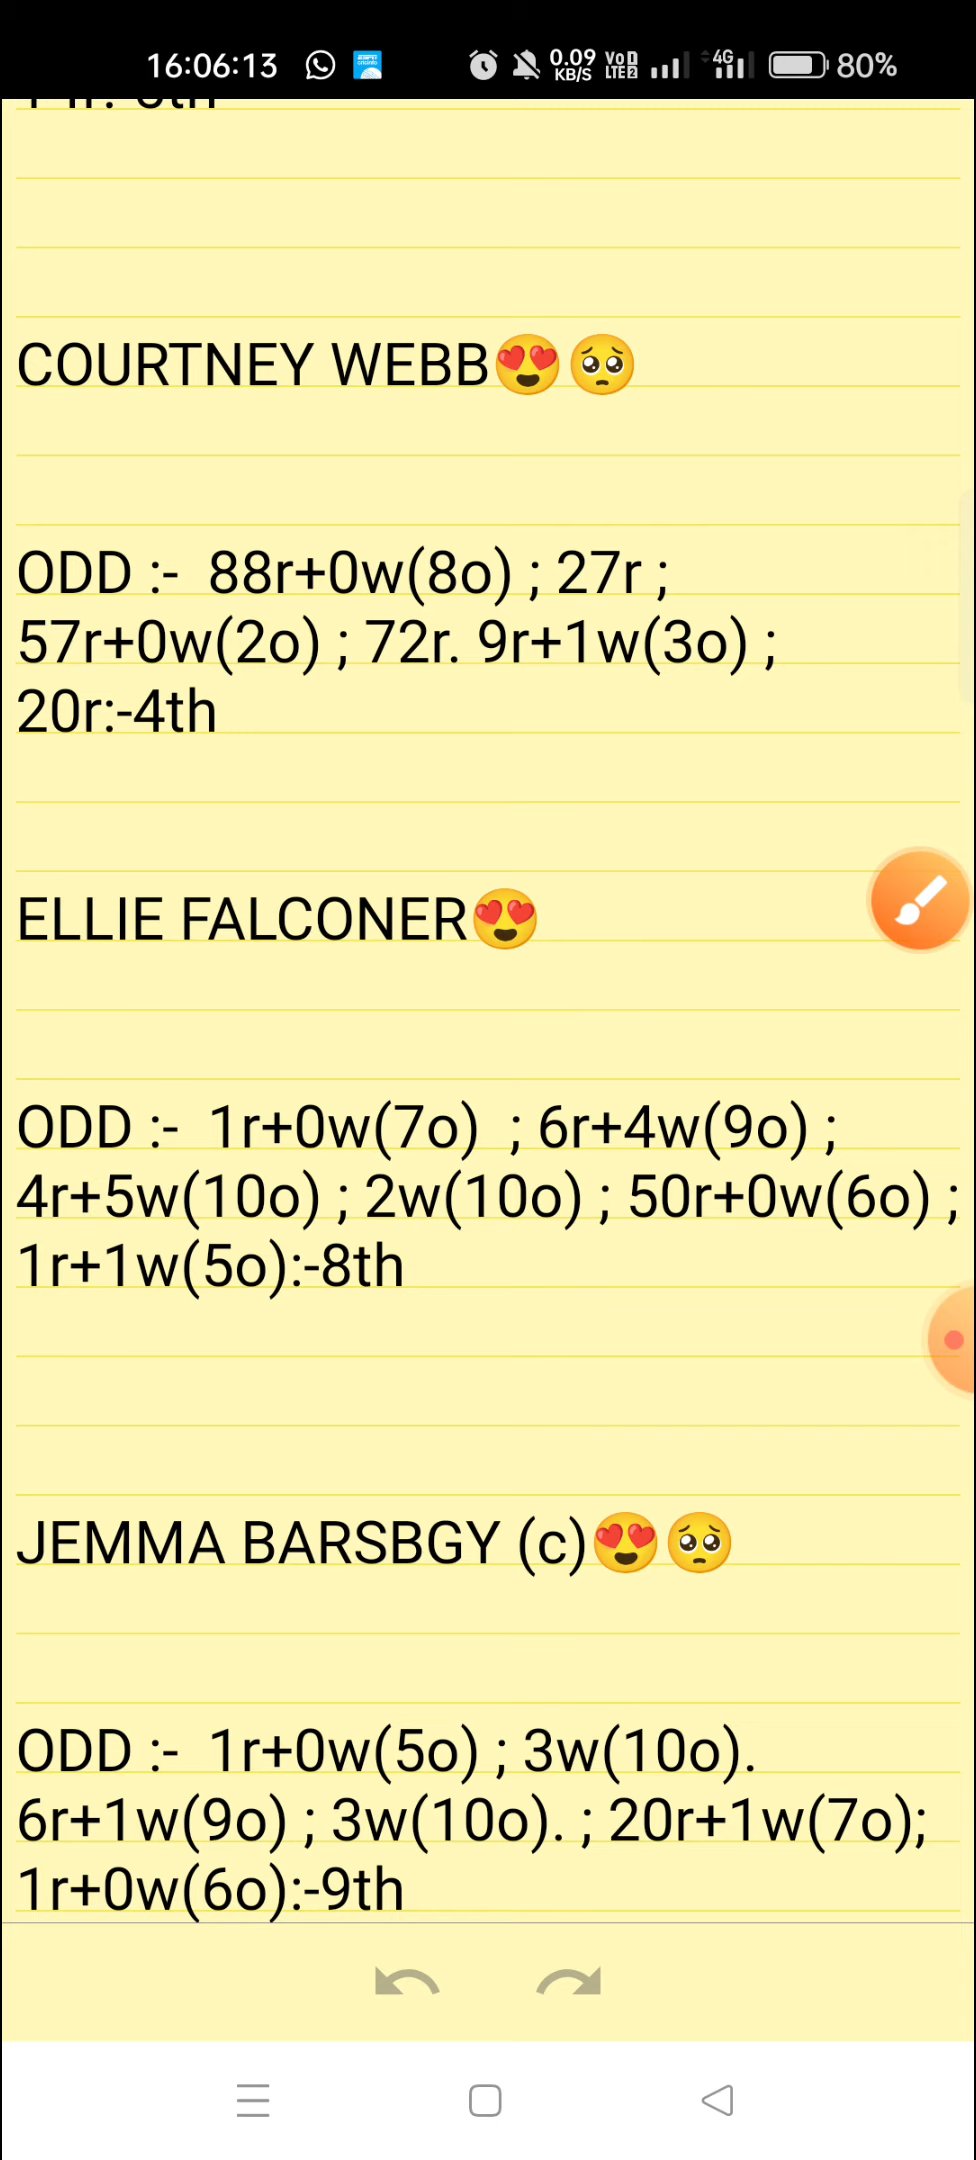 16:06:13 0.09 KB/S VoD LTE2 4G 80%
COURTNEY WEBB😍🥺
ODD :- 88r+0w(8o) ; 27r ;
57r+0w(2o) ; 72r. 9r+1w(3o) ;
20r:-4th
ELLIE FALCONER😍
ODD :- 1r+0w(7o) ; 6r+4w(9o) ;
4r+5w(10o) ; 2w(10o) ; 50r+0w(6o) ;
1r+1w(5o):-8th
JEMMA BARSBGY (c)😍🥺
ODD :- 1r+0w(5o) ; 3w(10o).
6r+1w(9o) ; 3w(10o). ; 20r+1w(7o);
1r+0w(6o):-9th